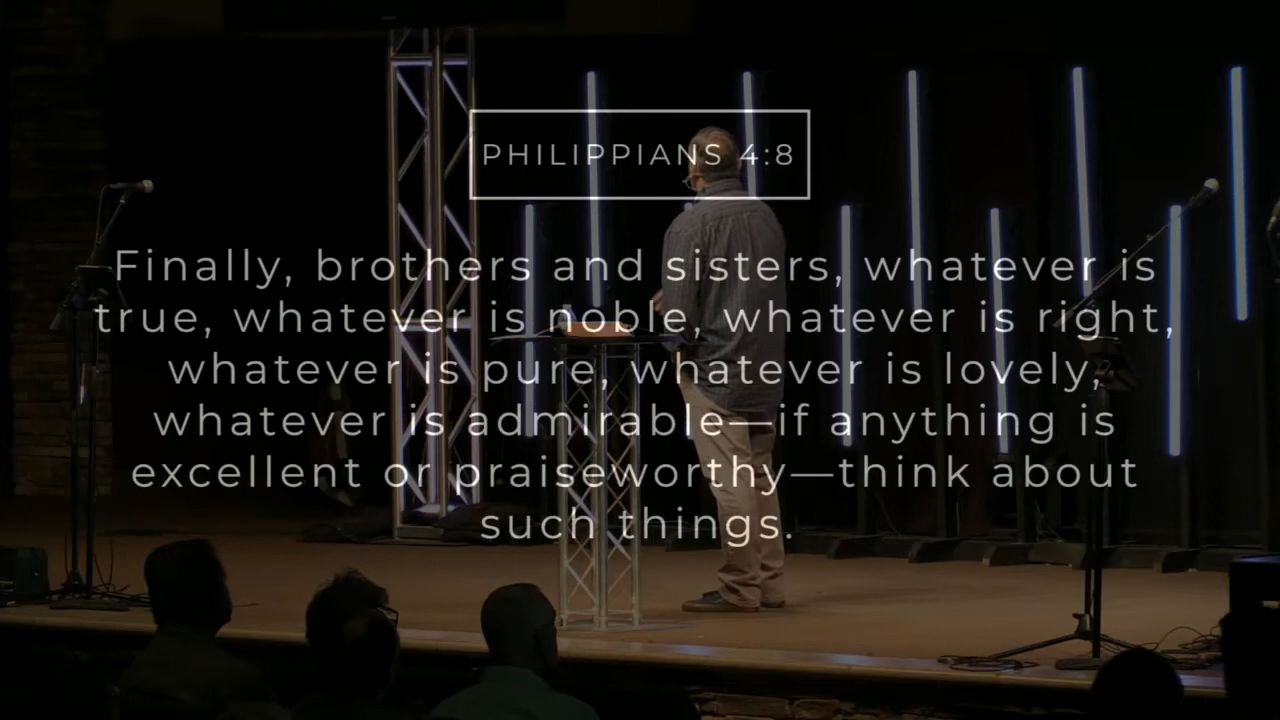 PHILIPPIANS 4:8
Finally, brothers and sisters, whatever is
true, whatever is noble, whatever is right,
whatever is pure, whatever is lovely,
whatever is admirable—if anything is
excellent or praiseworthy—think about
such things.